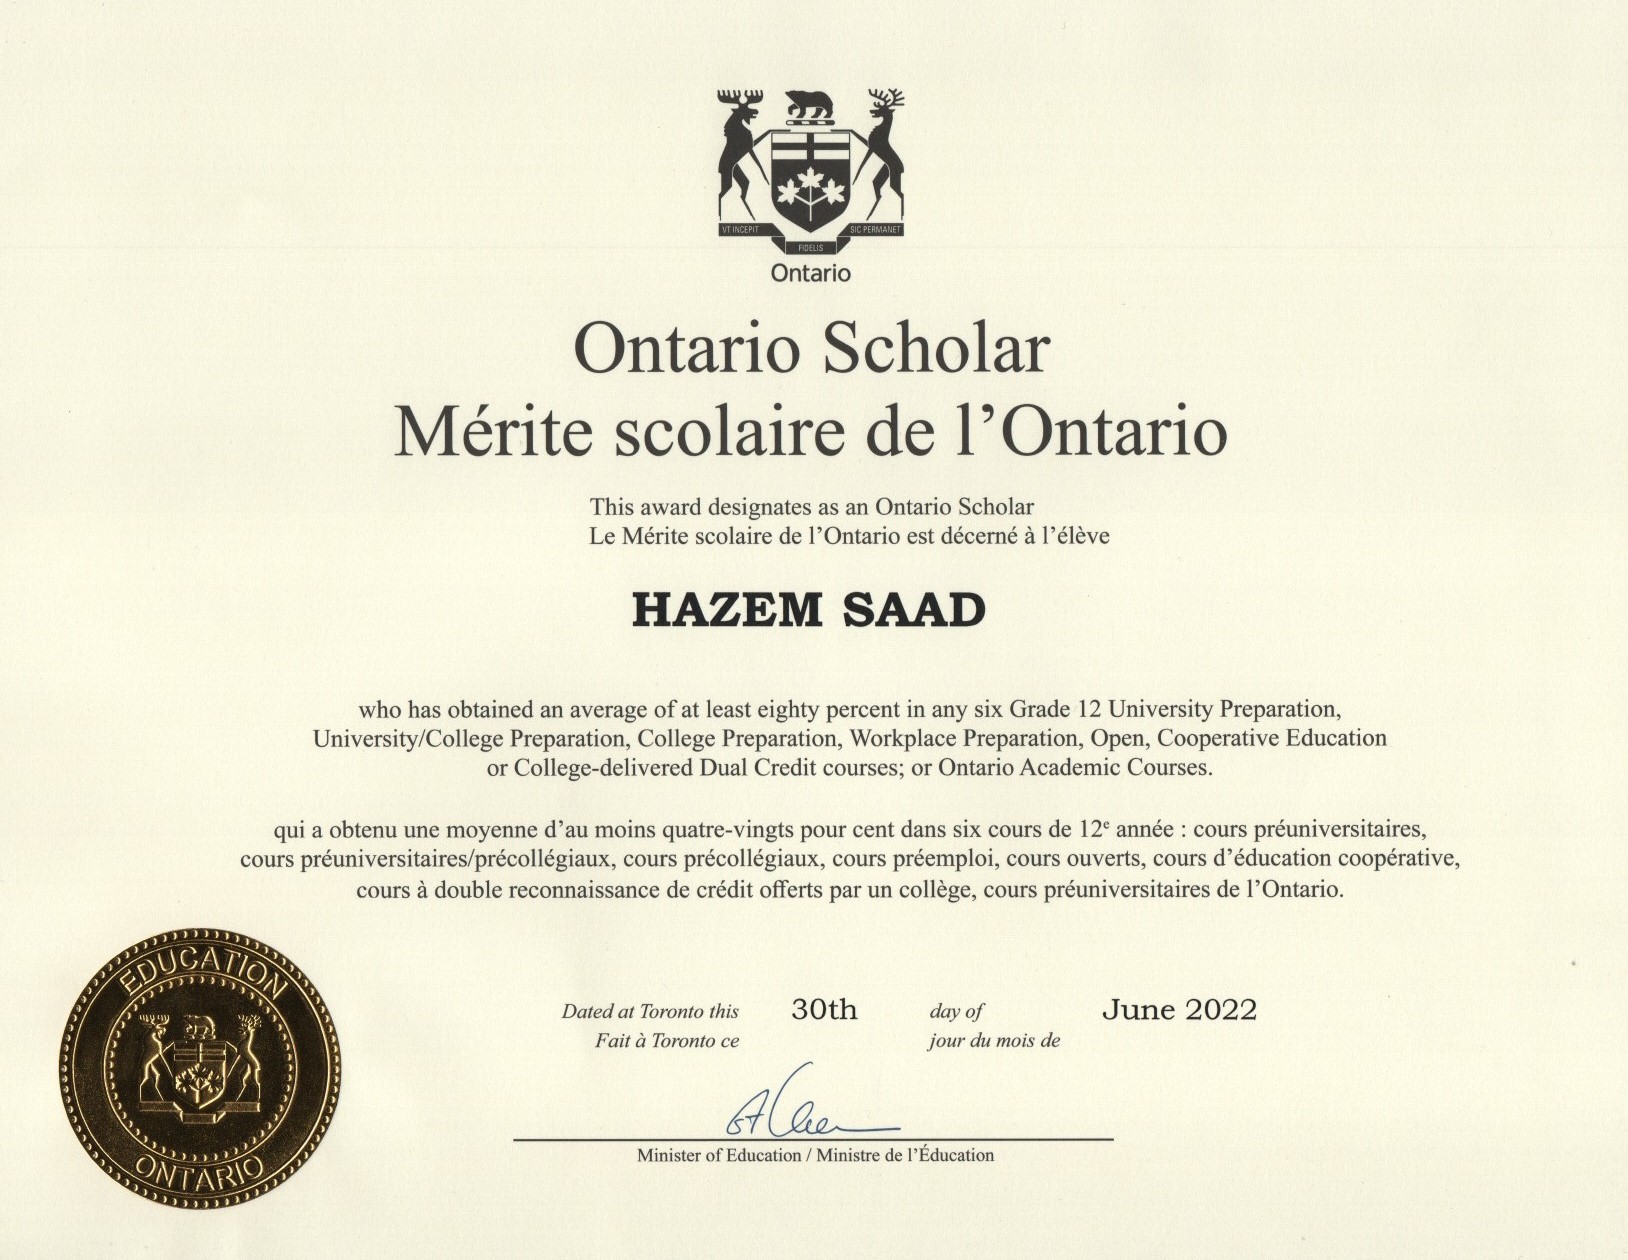 VT INCEPIT
FIDELIS
SIC PERMANET
Ontario
Ontario Scholar
Mérite scolaire de l’Ontario
This award designates as an Ontario Scholar
Le Mérite scolaire de l’Ontario est décerné à l’élève
HAZEM SAAD
who has obtained an average of at least eighty percent in any six Grade 12 University Preparation,
University/College Preparation, College Preparation, Workplace Preparation, Open, Cooperative Education
or College-delivered Dual Credit courses; or Ontario Academic Courses.
qui a obtenu une moyenne d’au moins quatre-vingts pour cent dans six cours de 12e année : cours préuniversitaires,
cours préuniversitaires/précollégiaux, cours précollégiaux, cours préemploi, cours ouverts, cours d’éducation coopérative,
cours à double reconnaissance de crédit offerts par un collège, cours préuniversitaires de l’Ontario.
EDUCATION
ONTARIO
Dated at Toronto this 30th day of June 2022
Fait à Toronto ce jour du mois de
Minister of Education / Ministre de l’Éducation